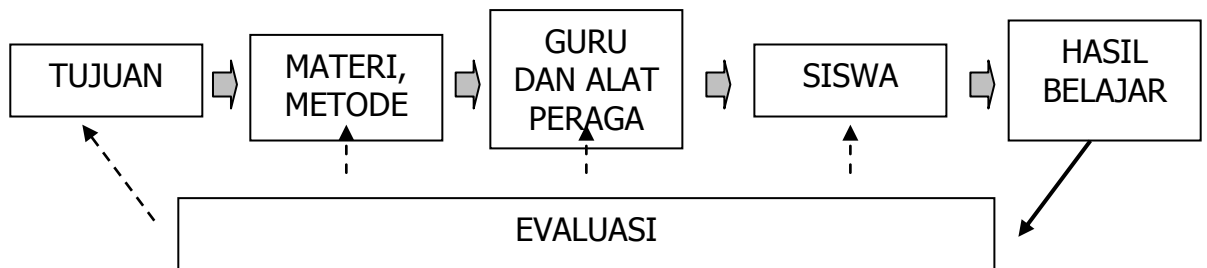 TUJUAN
MATERI,
METODE
GURU
DAN ALAT
PERAGA
SISWA
HASIL
BELAJAR
EVALUASI